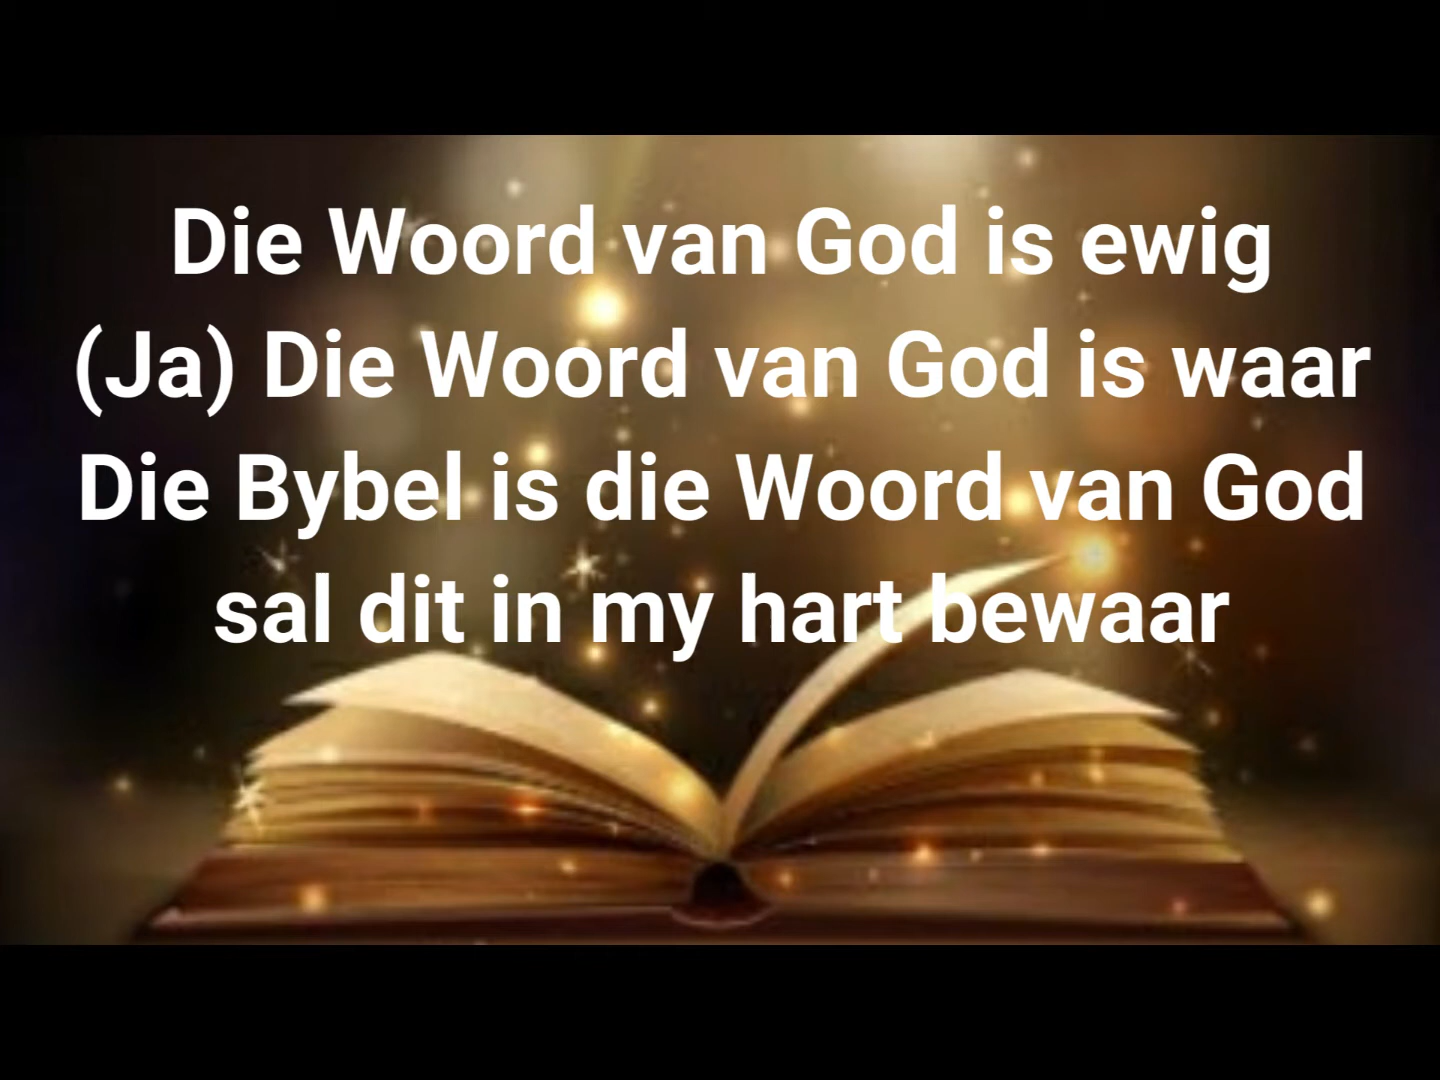 Die Woord van God is ewig
(Ja) Die Woord van God is waar
Die Bybel is die Woord van God
sal dit in my hart bewaar